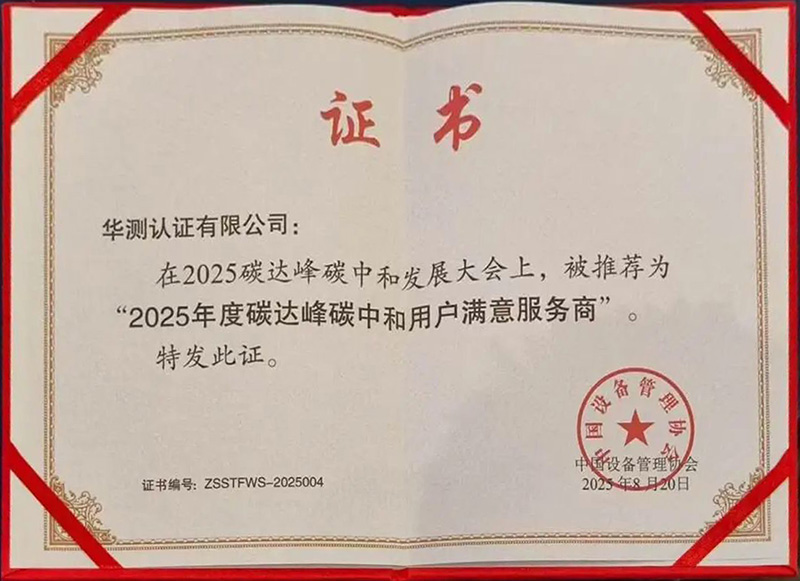 证书
华测认证有限公司：
在2025碳达峰碳中和发展大会上，被推荐为
“2025年度碳达峰碳中和用户满意服务商”。
特发此证。
中国设备管理协会
中国设备管理协会
2025年8月20日
证书编号：ZSSTFWS-2025004